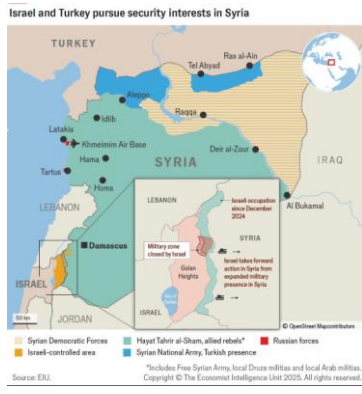 Israel and Turkey pursue security interests in Syria
TURKEY
Ras al-Ain
Tel Abyad
Aleppo
Idlib
Raqqa
Latakia
Khmeimim Air Base
Deir al-Zour
Hama
SYRIA
IRAQ
Tartus
Homs
LEBANON
Al Bukamal
Damascus
ISRAEL
JORDAN
50 km
LEBANON
Israeli occupation
since December
2024
Military zone
closed by Israel
SYRIA
Golan
Heights
Israel takes forward
action in Syria from
expanded military
presence in Syria
ISRAEL
© OpenStreet Mapcontributors
Syrian Democratic Forces
Hayat Tahrir al-Sham, allied rebels*
Russian forces
Israeli-controlled area
Syrian National Army, Turkish presence
*Includes Free Syrian Army, local Druze militias and local Arab militias.
Source: EIU.
Copyright © The Economist Intelligence Unit 2025. All rights reserved.